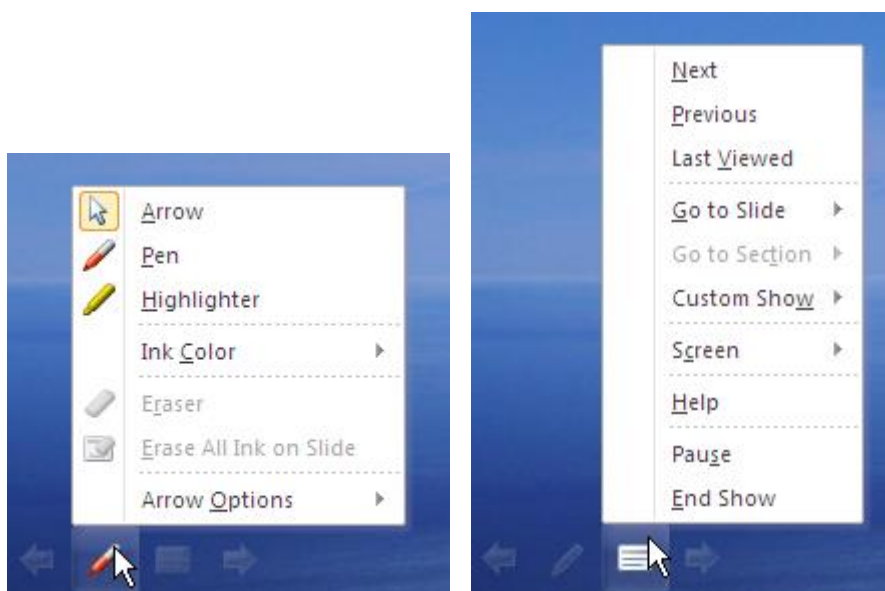 Arrow
Pen
Highlighter
Ink Color
Eraser
Erase All Ink on Slide
Arrow Options
Next
Previous
Last Viewed
Go to Slide
Go to Section
Custom Show
Screen
Help
Pause
End Show